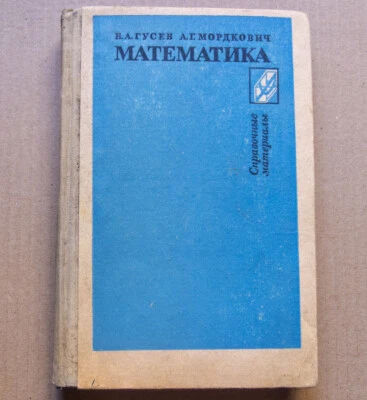 В.А.ГУСЕВ А.Г.МОРДКОВИЧ
МАТЕМАТИКА
Справочные
материалы